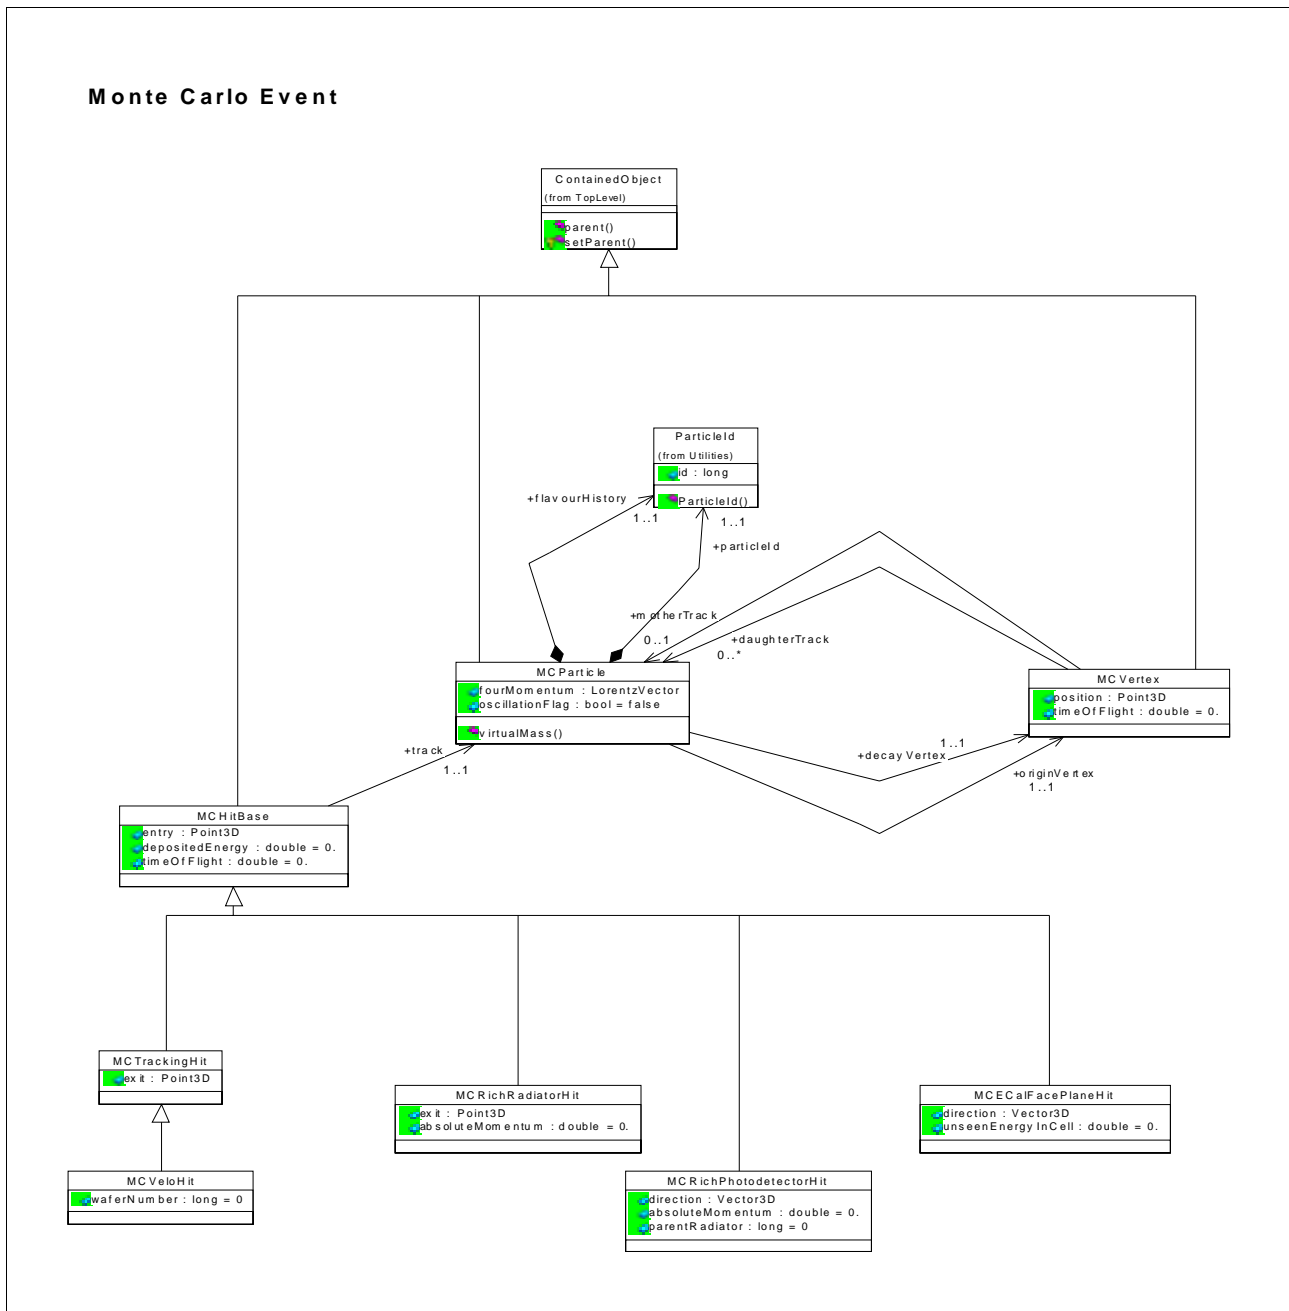 Monte Carlo Event
ContainedObject
(from TopLevel)
parent()
setParent()
ParticleId
(from Utilities)
id : long
ParticleId()
+flavourHistory
1..1
1..1
+particleId
+motherTrack
0..1
+daughterTrack
0..*
MCParticle
fourMomentum : LorentzVector
oscillationFlag : bool = false
virtualMass()
MCVertex
position : Point3D
timeOfFlight : double = 0.
+track
1..1
1..1
+decayVertex
+originVertex
1..1
MCHitBase
entry : Point3D
depositedEnergy : double = 0.
timeOfFlight : double = 0.
MCTrackingHit
exit : Point3D
MCRichRadiatorHit
exit : Point3D
absoluteMomentum : double = 0.
MCECalFacePlaneHit
direction : Vector3D
unseenEnergyInCell : double = 0.
MCVeloHit
waferNumber : long = 0
MCRichPhotodetectorHit
direction : Vector3D
absoluteMomentum : double = 0.
parentRadiator : long = 0